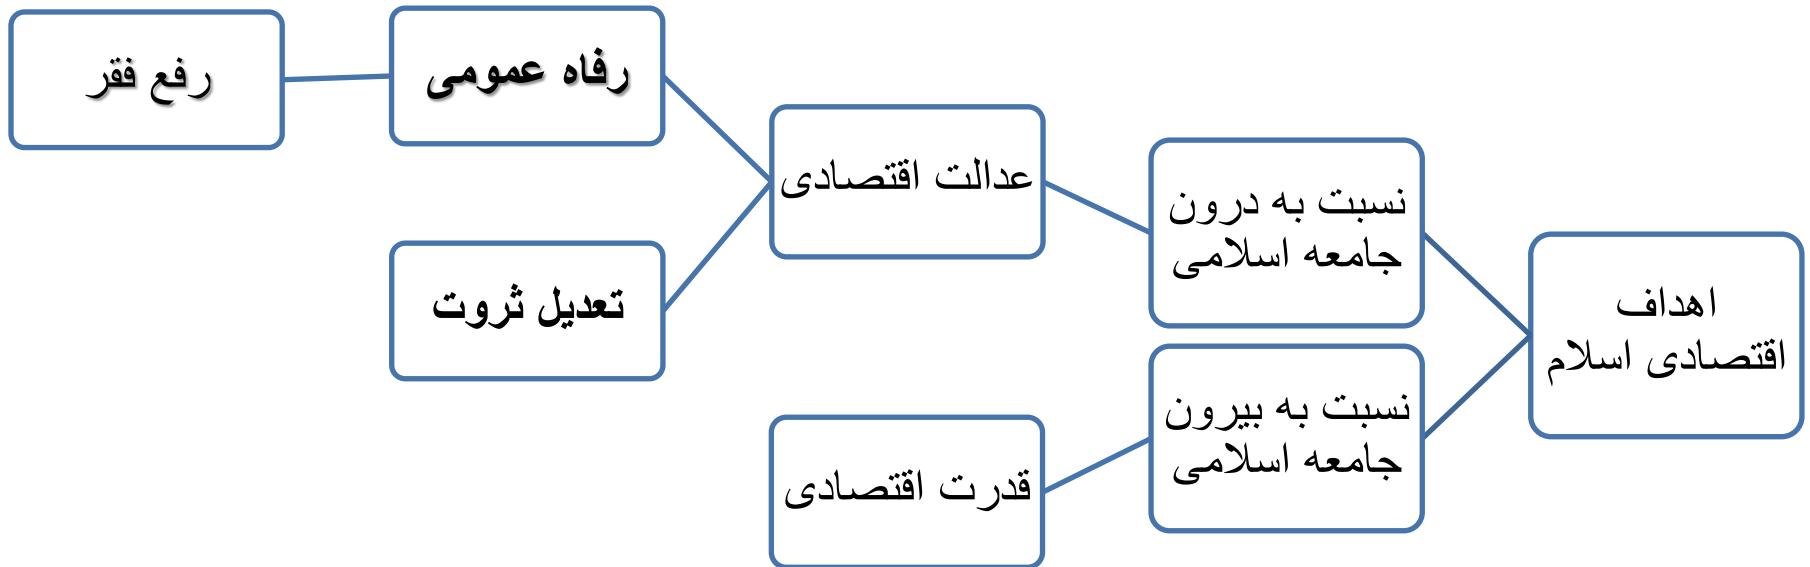 اهداف
اقتصادی اسلام
نسبت به درون
جامعه اسلامی
عدالت اقتصادی
رفاه عمومی
رفع فقر
تعدیل ثروت
نسبت به بیرون
جامعه اسلامی
قدرت اقتصادی